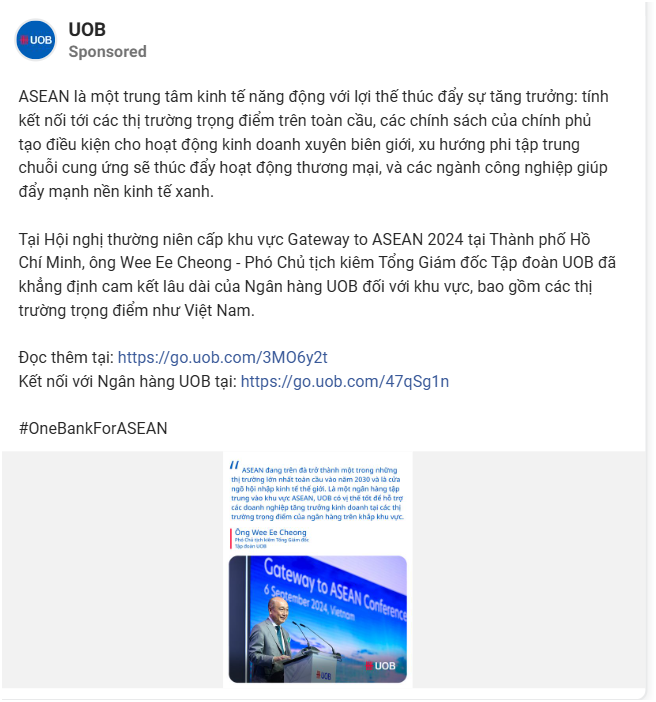 UOB
UOB
Sponsored
ASEAN là một trung tâm kinh tế năng động với lợi thế thúc đẩy sự tăng trưởng: tính
kết nối tới các thị trường trọng điểm trên toàn cầu, các chính sách của chính phủ
tạo điều kiện cho hoạt động kinh doanh xuyên biên giới, xu hướng phi tập trung
chuỗi cung ứng sẽ thúc đẩy hoạt động thương mại, và các ngành công nghiệp giúp
đẩy mạnh nền kinh tế xanh.
Tại Hội nghị thường niên cấp khu vực Gateway to ASEAN 2024 tại Thành phố Hồ
Chí Minh, ông Wee Ee Cheong - Phó Chủ tịch kiêm Tổng Giám đốc Tập đoàn UOB đã
khẳng định cam kết lâu dài của Ngân hàng UOB đối với khu vực, bao gồm các thị
trường trọng điểm như Việt Nam.
Đọc thêm tại: https://go.uob.com/3MO6y2t
Kết nối với Ngân hàng UOB tại: https://go.uob.com/47qSg1n
#OneBankForASEAN
“ ASEAN đang trên đà trở thành một trong những
thị trường lớn nhất toàn cầu vào năm 2030 và là cửa
ngõ hội nhập kinh tế thế giới. Là một ngân hàng tập
trung vào khu vực ASEAN, UOB có vị thế tốt để hỗ trợ
các doanh nghiệp tăng trưởng kinh doanh tại các thị
trường trọng điểm của ngân hàng trên khắp khu vực.
Ông Wee Ee Cheong
Phó Chủ tịch kiêm Tổng Giám đốc
Tập đoàn UOB
Gateway to ASEAN Conference
6 September 2024, Vietnam
UOB
UOB